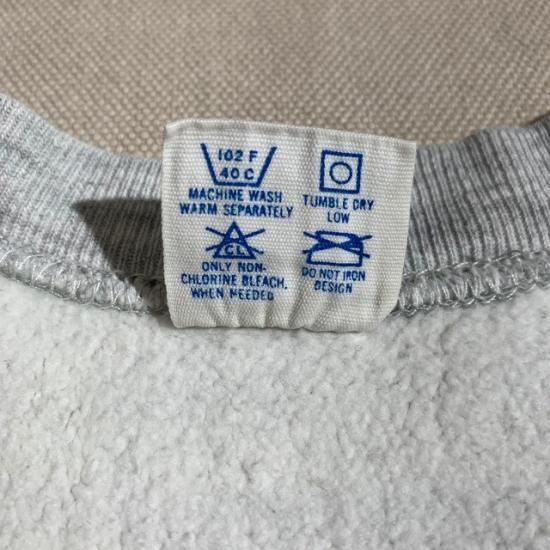 102 F
40 C
MACHINE WASH
WARM SEPARATELY
TUMBLE DRY
LOW
CL
ONLY NON-
CHLORINE BLEACH.
WHEN NEEDED
DO NOT IRON
DESIGN